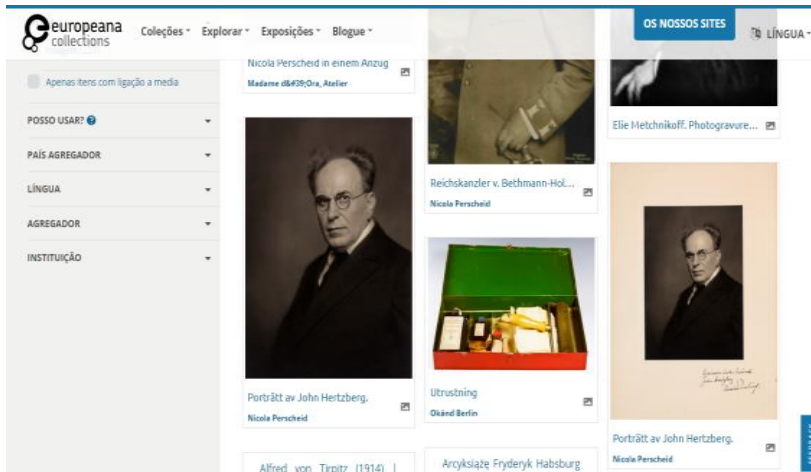 europeana
collections
Coleções
Explorar
Exposições
Blogue
OS NOSSOS SITES
LÍNGUA
Apenas itens com ligação a media
POSSO USAR?
PAÍS AGREGADOR
LÍNGUA
AGREGADOR
INSTITUIÇÃO
Nicola Perscheid in einem Anzug
Madame d&#39;Ora, Atelier
Porträtt av John Hertzberg.
Nicola Perscheid
Alfred von Tirpitz (1914) |
Reichskanzler v. Bethmann-Hol...
Nicola Perscheid
Utrustning
Okänd Berlin
Arcyksiążę Fryderyk Habsburg
Elie Metchnikoff. Photogravure...
Porträtt av John Hertzberg.
Nicola Perscheid